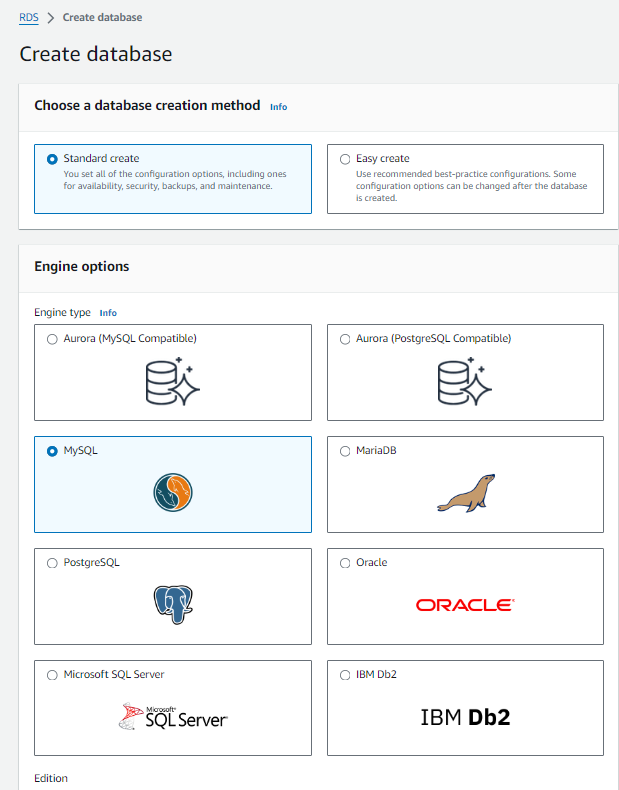 RDS > Create database
Create database
Choose a database creation method Info
Standard create
You set all of the configuration options, including ones
for availability, security, backups, and maintenance.
Easy create
Use recommended best-practice configurations. Some
configuration options can be changed after the database
is created.
Engine options
Engine type Info
Aurora (MySQL Compatible)
Aurora (PostgreSQL Compatible)
MySQL
MariaDB
PostgreSQL
Oracle
ORACLE
Microsoft SQL Server
Microsoft®
SQL Server
IBM Db2
IBM Db2
Edition